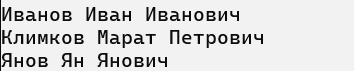 Иванов Иван Иванович
Климков Марат Петрович
Янов Ян Янович